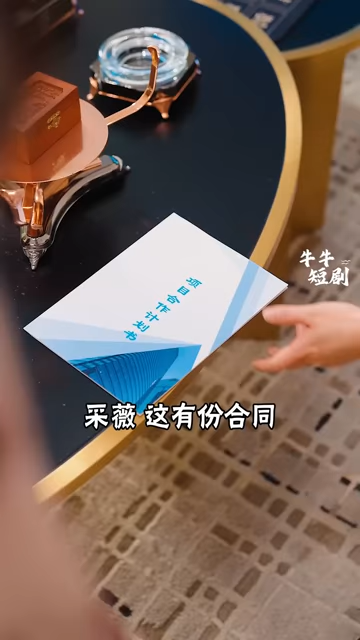 项目合作计划书
牛牛
短剧
采薇 这有份合同